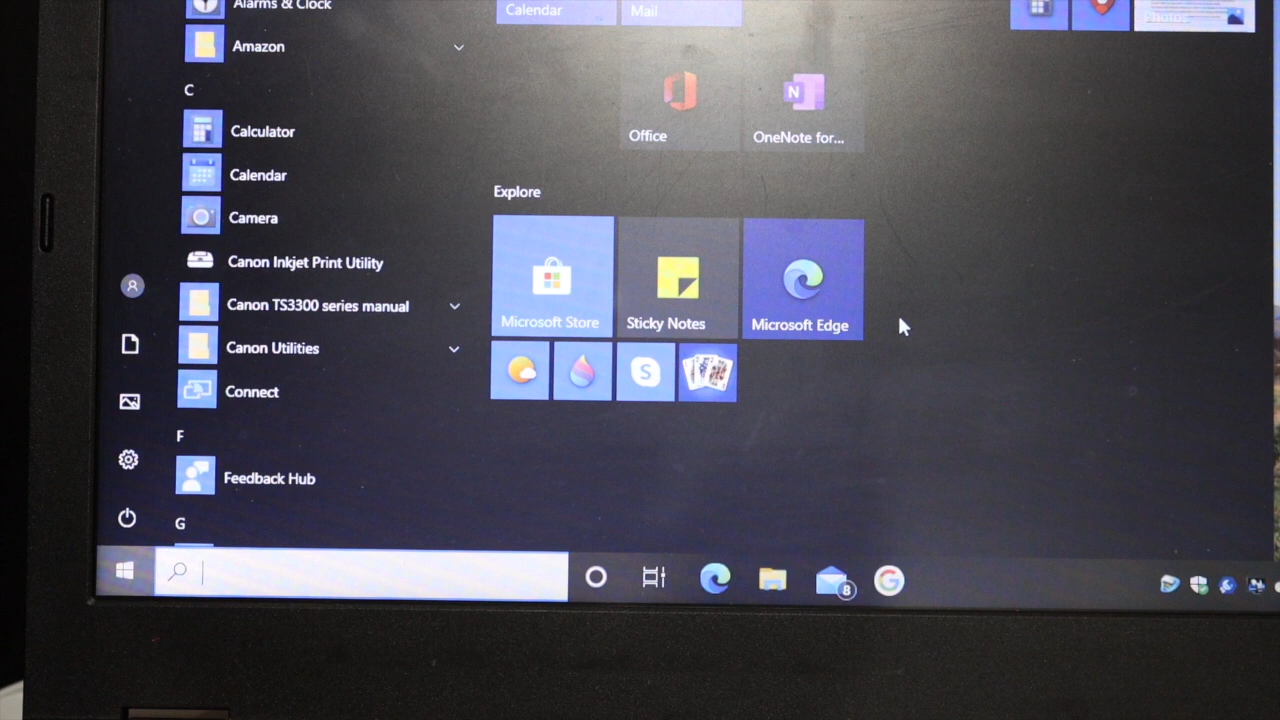 Alarms & Clock
Amazon
C
Calculator
Calendar
Camera
Canon Inkjet Print Utility
Canon TS3300 series manual
Canon Utilities
Connect
F
Feedback Hub
G
Calendar
Mail
Photos
Office
OneNote for...
Explore
Microsoft Store
Sticky Notes
Microsoft Edge
8